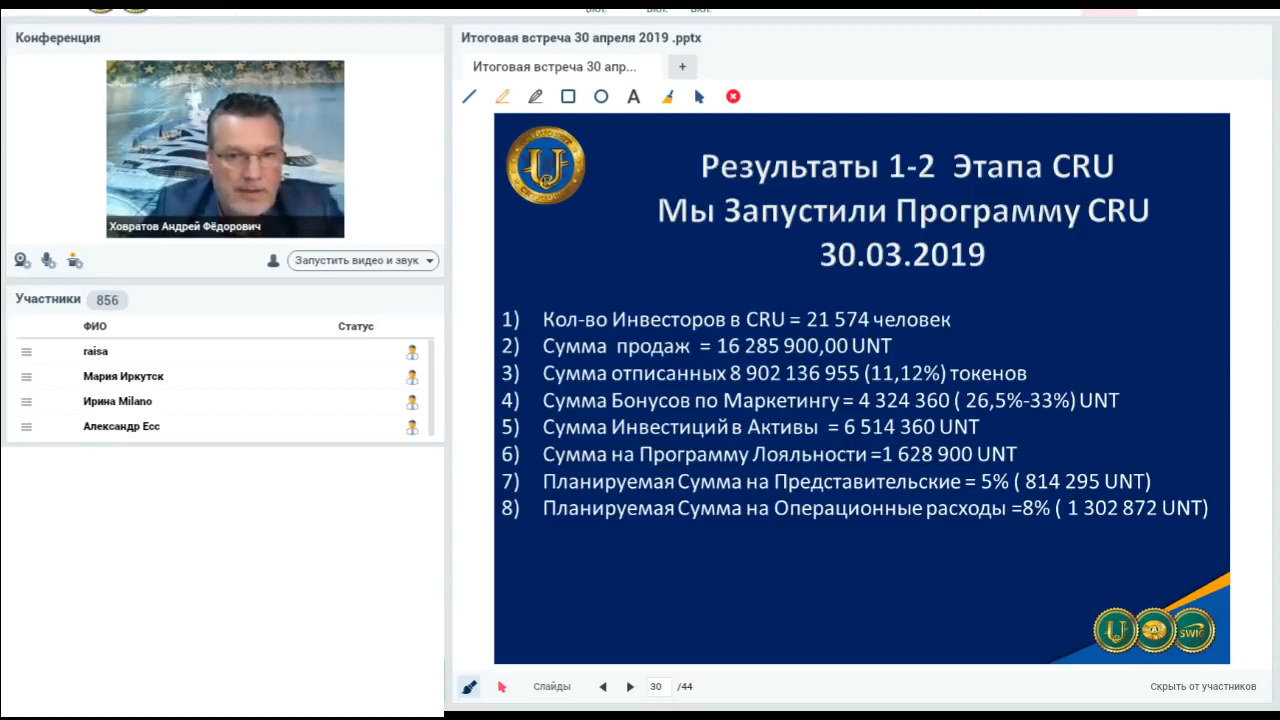 Конференция
Ховратов Андрей Фёдорович
Запустить видео и звук
Участники 856
ФИО Статус
raisa
Мария Иркутск
Ирина Milano
Александр Есс
Итоговая встреча 30 апреля 2019 .pptx
Итоговая встреча 30 апр... +
A
Результаты 1-2 Этапа CRU
Мы Запустили Программу CRU
30.03.2019
1) Кол-во Инвесторов в CRU = 21 574 человек
2) Сумма продаж = 16 285 900,00 UNT
3) Сумма отписанных 8 902 136 955 (11,12%) токенов
4) Сумма Бонусов по Маркетингу = 4 324 360 ( 26,5%-33%) UNT
5) Сумма Инвестиций в Активы = 6 514 360 UNT
6) Сумма на Программу Лояльности =1 628 900 UNT
7) Планируемая Сумма на Представительские = 5% ( 814 295 UNT)
8) Планируемая Сумма на Операционные расходы =8% ( 1 302 872 UNT)
SWIC
Слайды 30 /44
Скрыть от участников